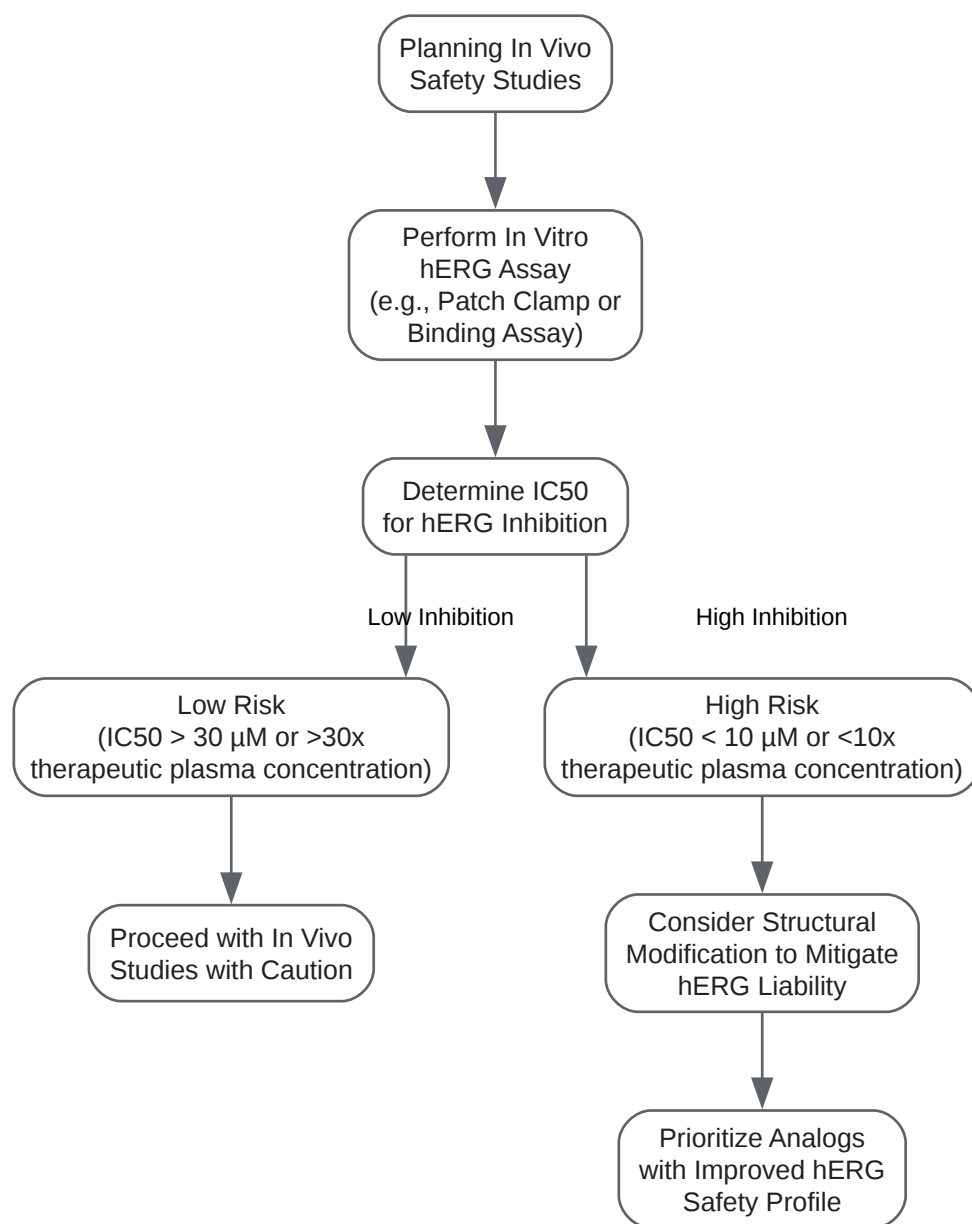 Planning In Vivo
Safety Studies
Perform In Vitro
hERG Assay
(e.g., Patch Clamp or
Binding Assay)
Determine IC50
for hERG Inhibition
Low Inhibition
High Inhibition
Low Risk
(IC50 > 30 µM or >30x
therapeutic plasma concentration)
High Risk
(IC50 < 10 µM or <10x
therapeutic plasma concentration)
Proceed with In Vivo
Studies with Caution
Consider Structural
Modification to Mitigate
hERG Liability
Prioritize Analogs
with Improved hERG
Safety Profile